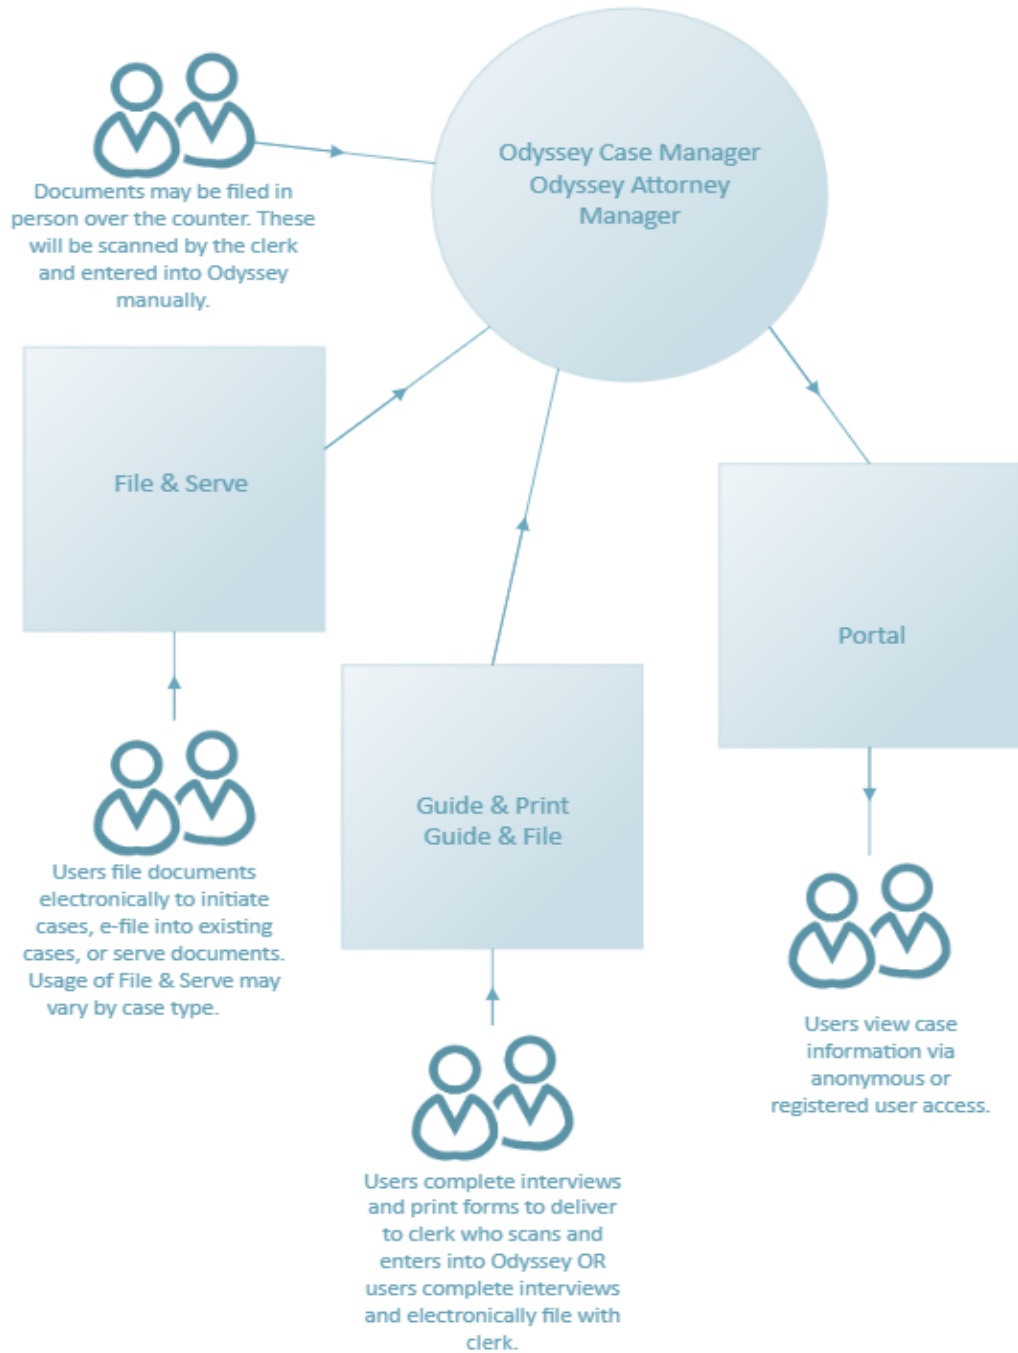 Odyssey Case Manager
Odyssey Attorney
Manager
Documents may be filed in
person over the counter. These
will be scanned by the clerk
and entered into Odyssey
manually.
File & Serve
Portal
Guide & Print
Guide & File
Users file documents
electronically to initiate
cases, e-file into existing
cases, or serve documents.
Usage of File & Serve may
vary by case type.
Users view case
information via
anonymous or
registered user access.
Users complete interviews
and print forms to deliver
to clerk who scans and
enters into Odyssey OR
users complete interviews
and electronically file with
clerk.